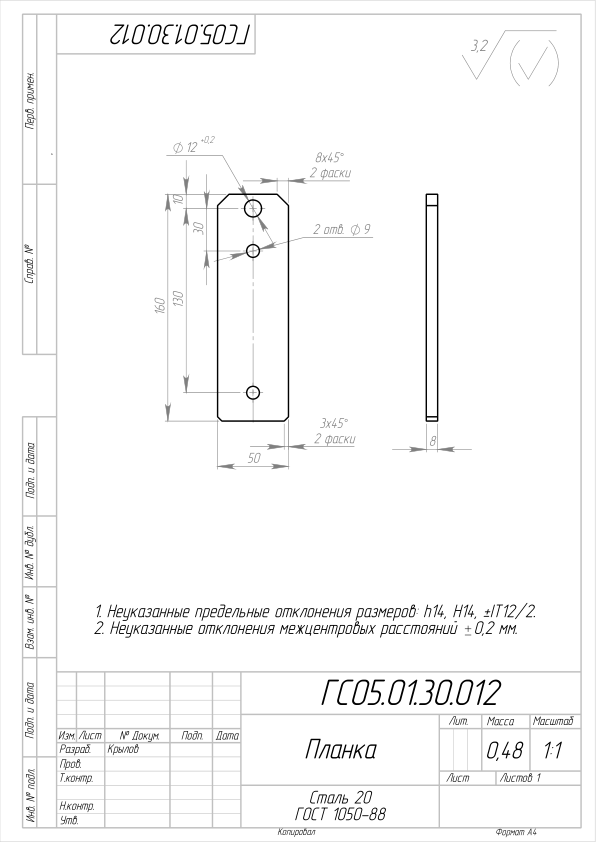 ГС05.01.30.012
3,2
Перв. примен.
Справ. №
Подп. и дата
Инв. № дубл.
Взам. инв. №
Подп. и дата
Инв. № подл.
∅ 12 +0,2
8х45°
2 фаски
10
30
2 отв. ∅ 9
160
130
3х45°
2 фаски
50
8
1. Неуказанные предельные отклонения размеров: h14, H14, ±IT12/2.
2. Неуказанные отклонения межцентровых расстояний ± 0,2 мм.
ГС05.01.30.012
Изм. Лист № Докум. Подп. Дата
Разраб. Крылов
Пров.
Т.контр.
Н.контр.
Утв.
Планка
Лит. Масса Масштаб
0,48 1:1
Лист Листов 1
Сталь 20
ГОСТ 1050-88
Копировал Формат А4